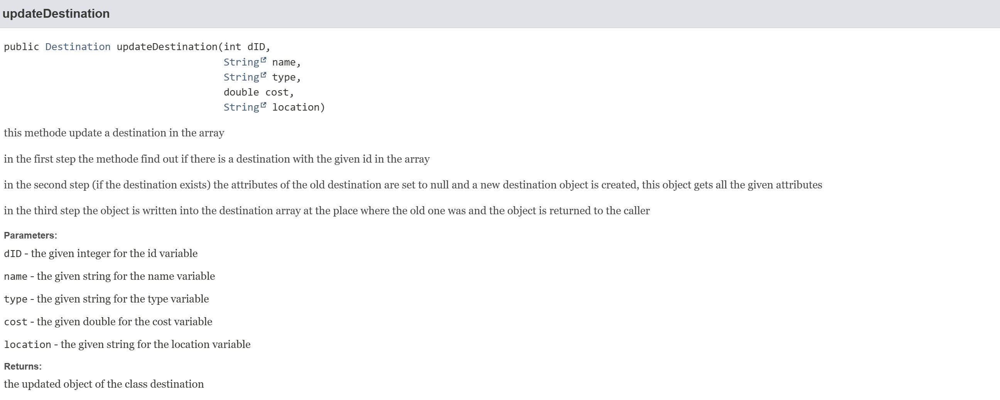 updateDestination
public Destination updateDestination(int dID,
String name,
String type,
double cost,
String location)
this methode update a destination in the array
in the first step the methode find out if there is a destination with the given id in the array
in the second step (if the destination exists) the attributes of the old destination are set to null and a new destination object is created, this object gets all the given attributes
in the third step the object is written into the destination array at the place where the old one was and the object is returned to the caller
Parameters:
dID - the given integer for the id variable
name - the given string for the name variable
type - the given string for the type variable
cost - the given double for the cost variable
location - the given string for the location variable
Returns:
the updated object of the class destination